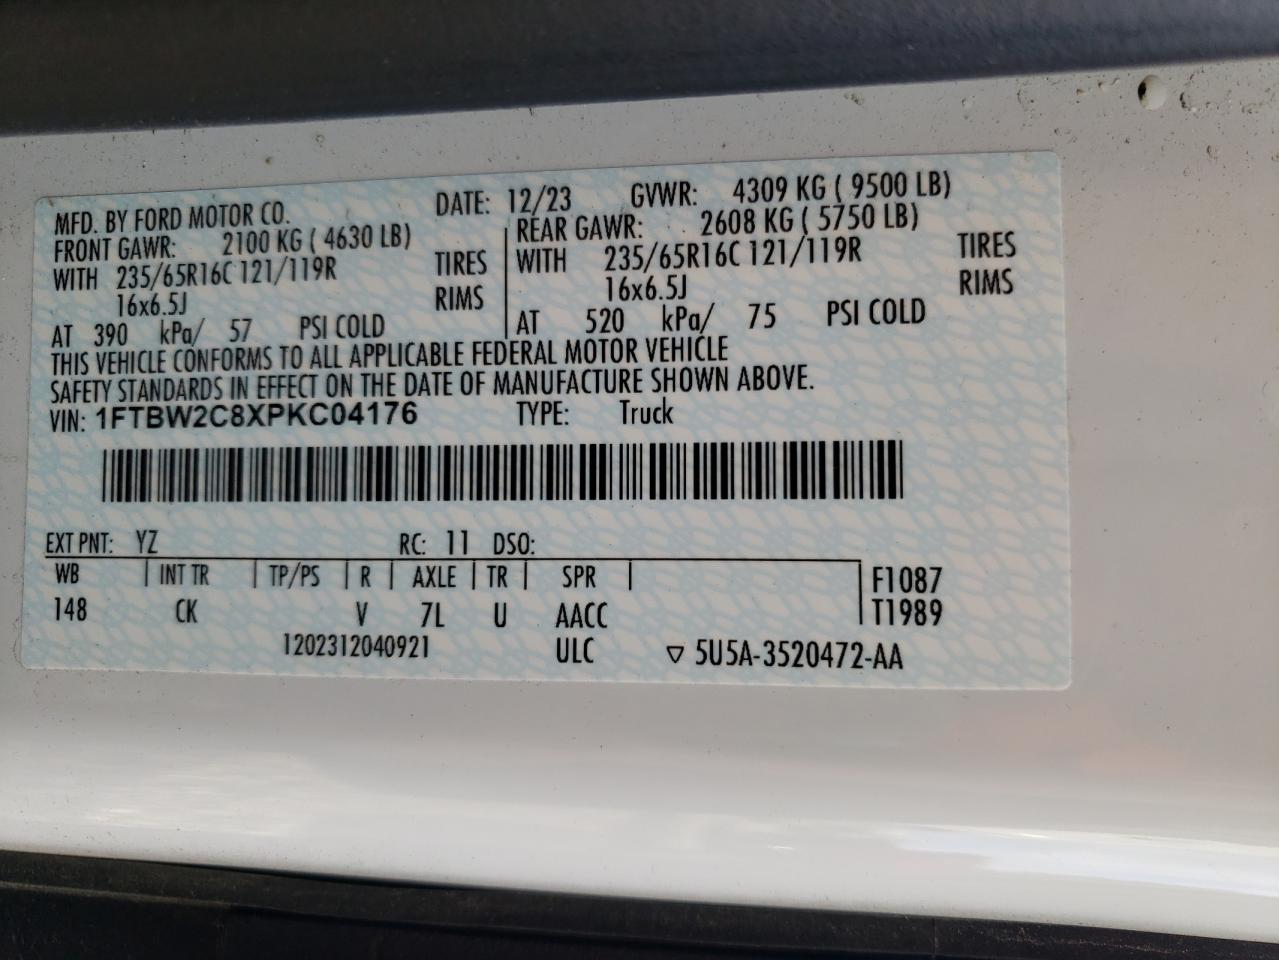 MFD. BY FORD MOTOR CO. DATE: 12/23 GVWR: 4309 KG ( 9500 LB)
FRONT GAWR: 2100 KG ( 4630 LB) REAR GAWR: 2608 KG ( 5750 LB)
WITH 235/65R16C 121/119R TIRES WITH 235/65R16C 121/119R TIRES
16x6.5J RIMS 16x6.5J RIMS
AT 390 kPa/ 57 PSI COLD AT 520 kPa/ 75 PSI COLD
THIS VEHICLE CONFORMS TO ALL APPLICABLE FEDERAL MOTOR VEHICLE
SAFETY STANDARDS IN EFFECT ON THE DATE OF MANUFACTURE SHOWN ABOVE.
VIN: 1FTBW2C8XPKC04176 TYPE: Truck
EXT PNT: YZ RC: 11 DSO:
WB INT TR TP/PS R AXLE TR SPR F1087
148 CK V 7L U AACC T1989
1202312040921 ULC ▽ 5U5A-3520472-AA